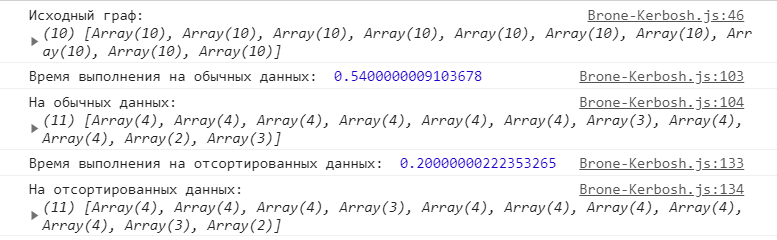 Исходный граф: Brone-Kerbosh.js:46
(10) [Array(10), Array(10), Array(10), Array(10), Array(10), Array(10), Array(10), Arr
ay(10), Array(10), Array(10)]
Время выполнения на обычных данных: 0.5400000009103678 Brone-Kerbosh.js:103
На обычных данных: Brone-Kerbosh.js:104
(11) [Array(4), Array(4), Array(4), Array(4), Array(4), Array(4), Array(3), Array(4),
Array(4), Array(2), Array(3)]
Время выполнения на отсортированных данных: 0.20000000222353265 Brone-Kerbosh.js:133
На отсортированных данных: Brone-Kerbosh.js:134
(11) [Array(4), Array(4), Array(4), Array(3), Array(4), Array(4), Array(4), Array(4),
Array(4), Array(3), Array(2)]